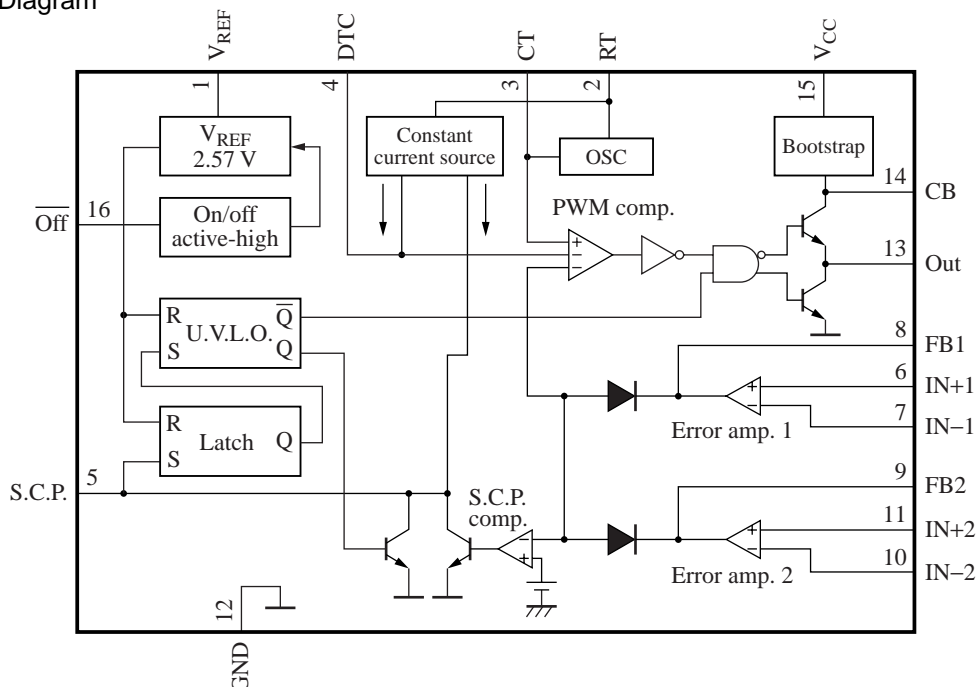 Diagram
VREF
DTC
CT
RT
VCC
1
4
3
2
15
VREF
2.57 V
Constant
current source
OSC
Bootstrap
14
CB
Off
16
On/off
active-high
PWM comp.
+
−
−
13
Out
R
S
U.V.L.O.
Q
Q
8
FB1
6
IN+1
+
−
7
IN−1
Error amp. 1
R
S
Latch
Q
S.C.P.
5
S.C.P.
comp.
−
+
9
FB2
11
IN+2
+
−
10
IN−2
Error amp. 2
12
GND